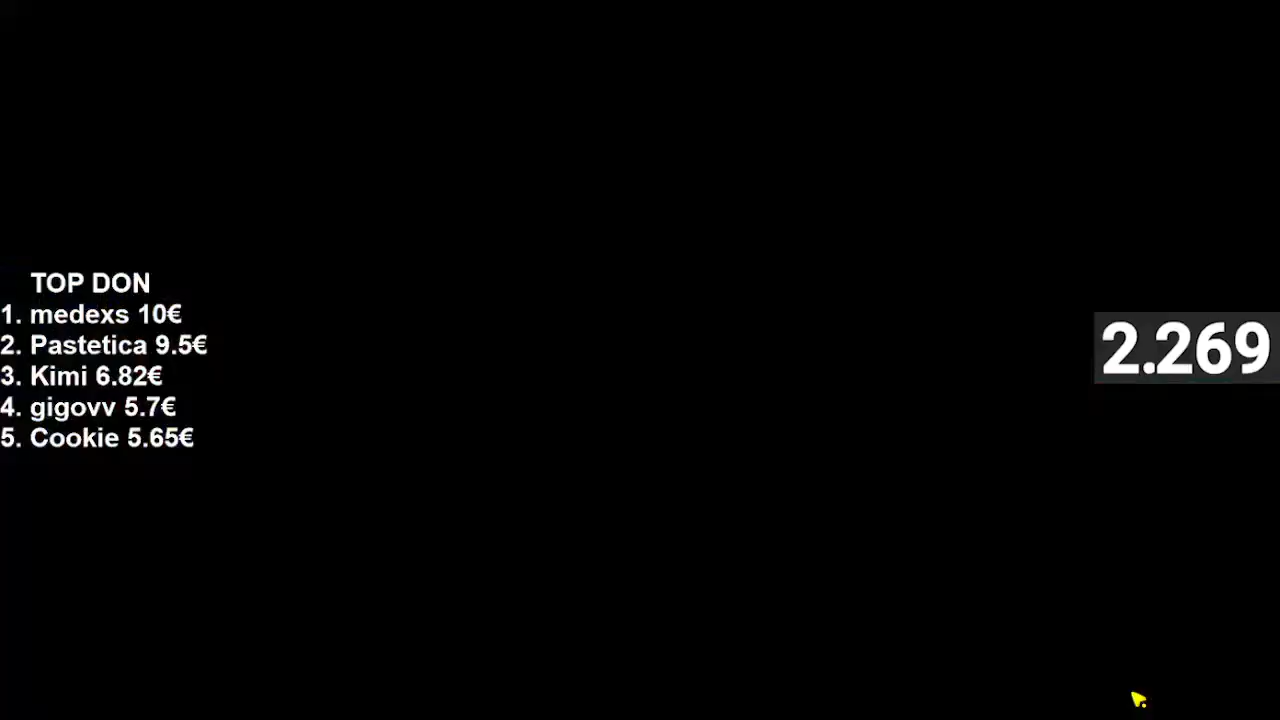 TOP DON
1. medexs 10€
2. Pastetica 9.5€
3. Kimi 6.82€
4. gigovv 5.7€
5. Cookie 5.65€
2.269